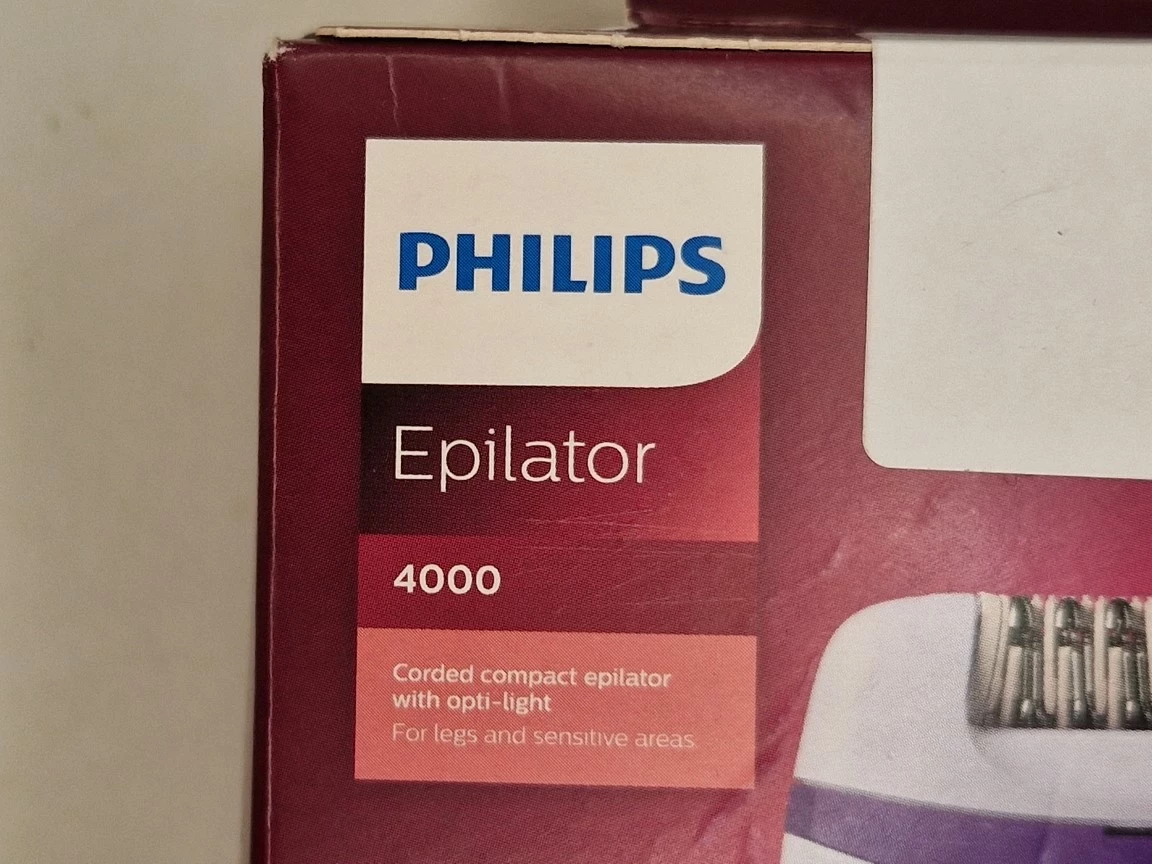 PHILIPS
Epilator
4000
Corded compact epilator
with opti-light
For legs and sensitive areas